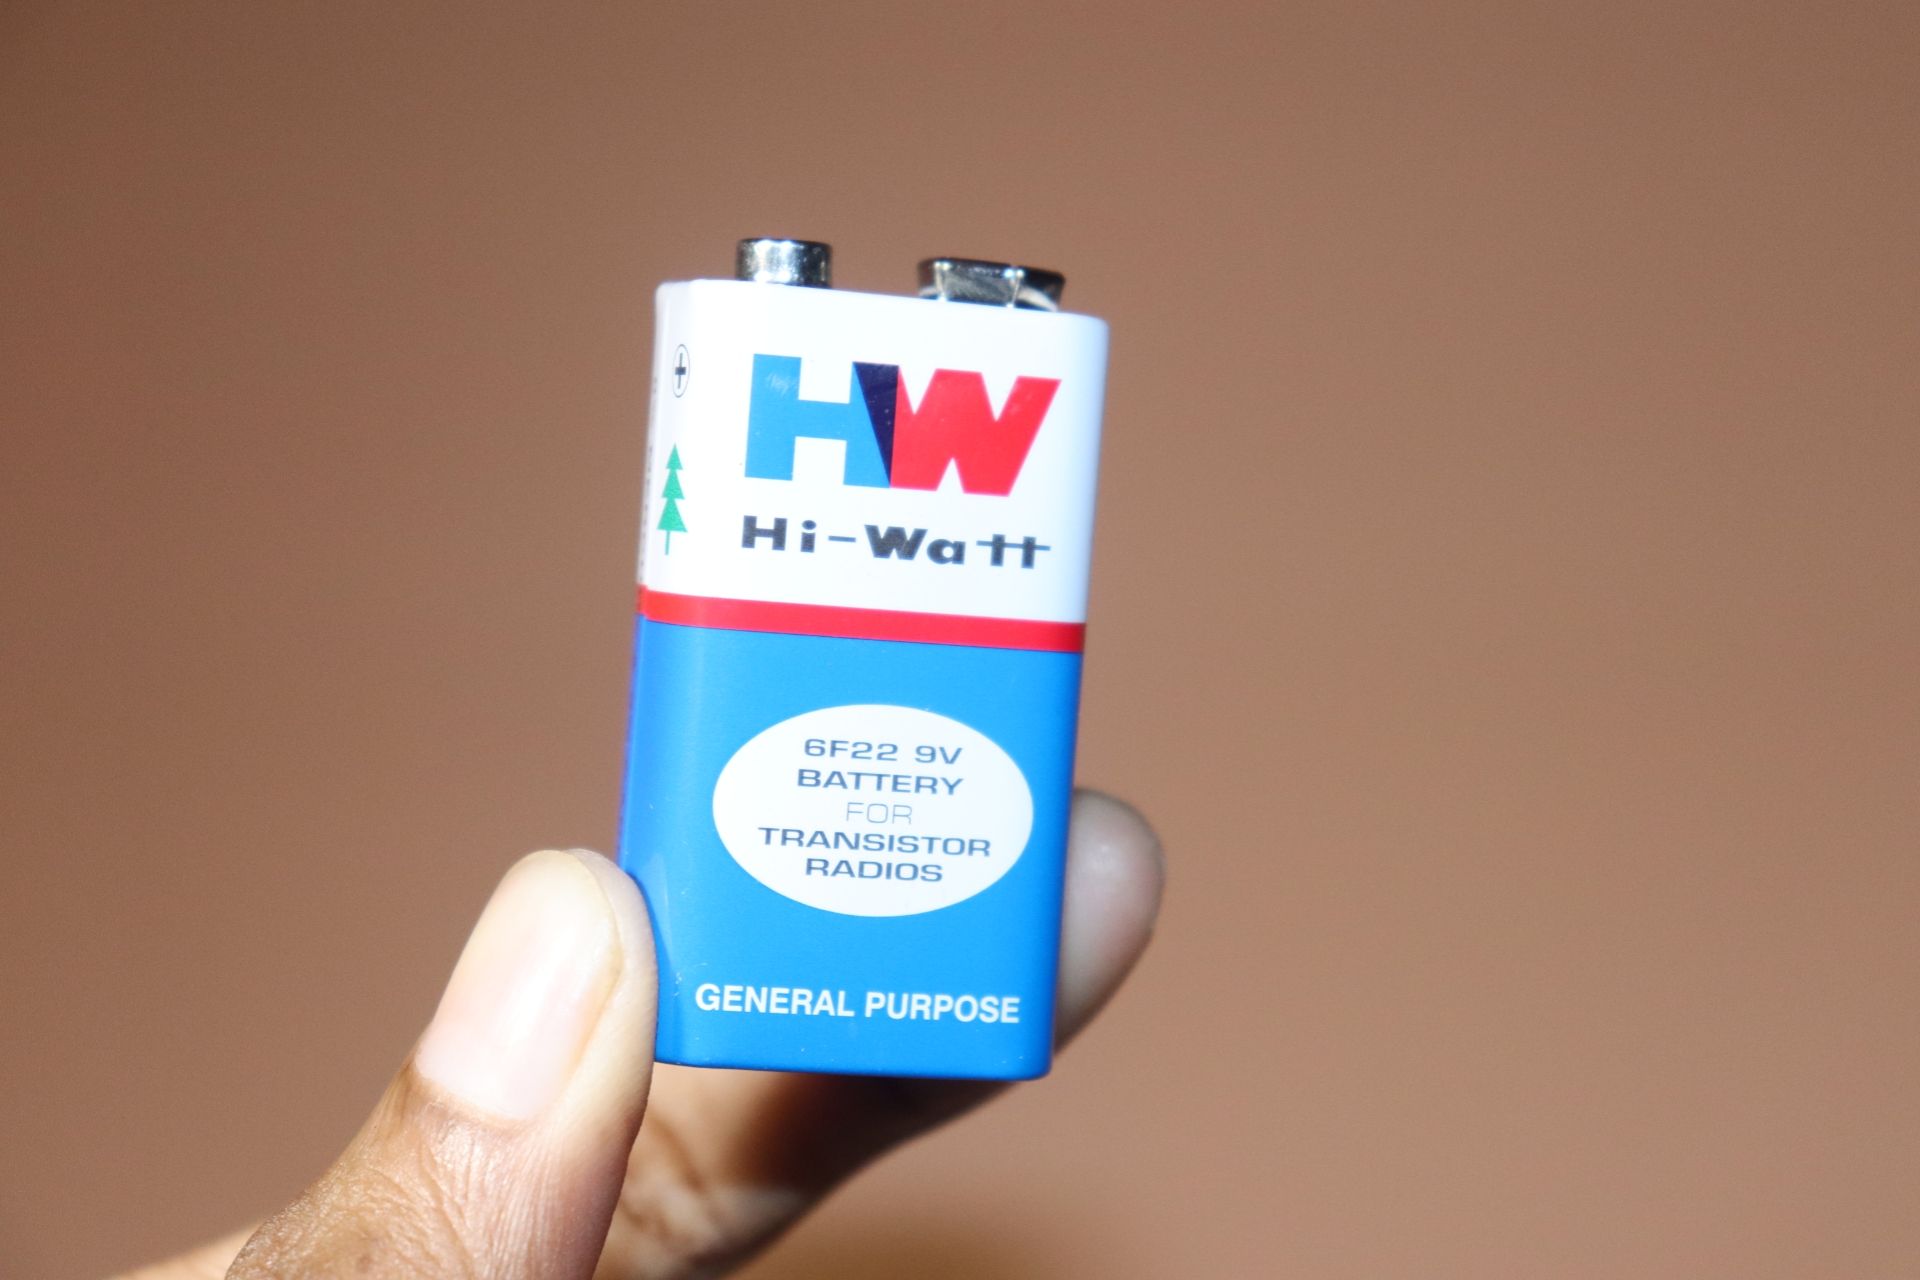 +
HW
Hi-Watt
6F22 9V
BATTERY
FOR
TRANSISTOR
RADIOS
GENERAL PURPOSE